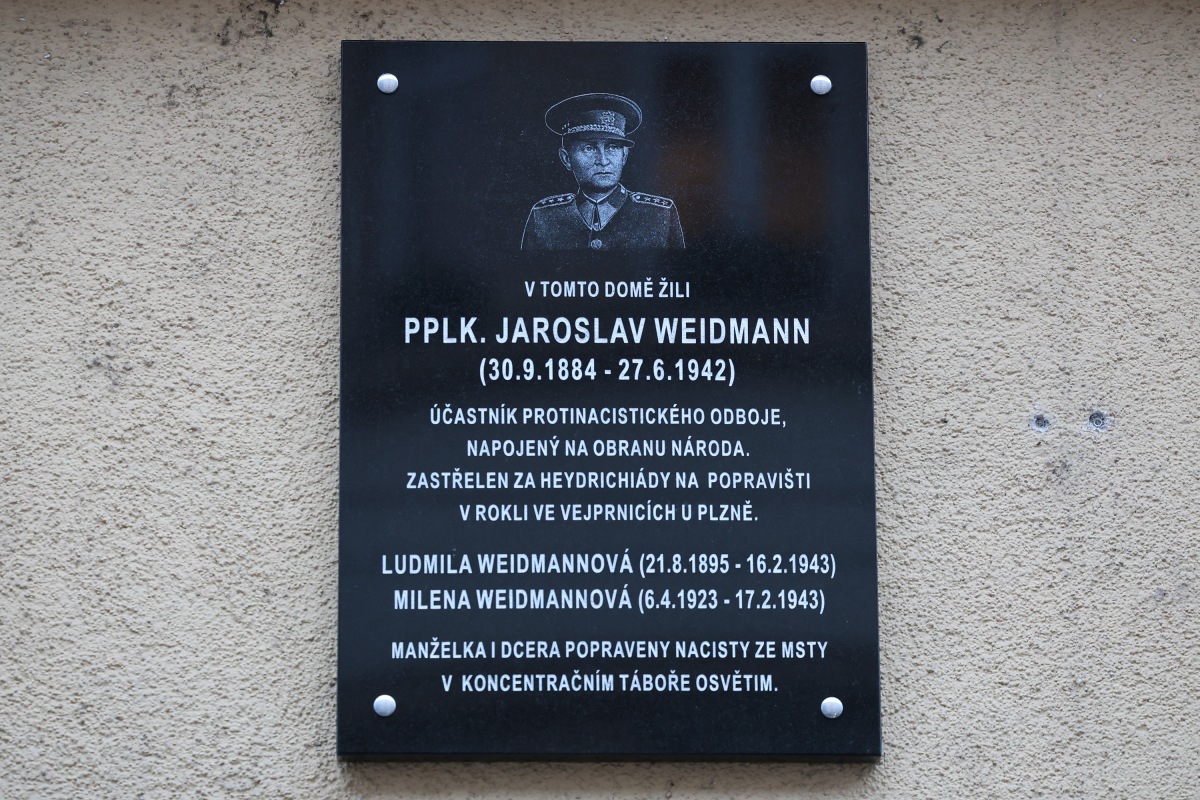 V TOMTO DOMĚ ŽILI
PPLK. JAROSLAV WEIDMANN
(30.9.1884 - 27.6.1942)
ÚČASTNÍK PROTINACISTICKÉHO ODBOJE,
NAPOJENÝ NA OBRANU NÁRODA.
ZASTŘELEN ZA HEYDRICHIÁDY NA POPRAVIŠTI
V ROKLI VE VEJPRNICÍCH U PLZNĚ.
LUDMILA WEIDMANNOVÁ (21.8.1895 - 16.2.1943)
MILENA WEIDMANNOVÁ (6.4.1923 - 17.2.1943)
MANŽELKA I DCERA POPRAVENY NACISTY ZE MSTY
V KONCENTRAČNÍM TÁBOŘE OSVĚTIM.